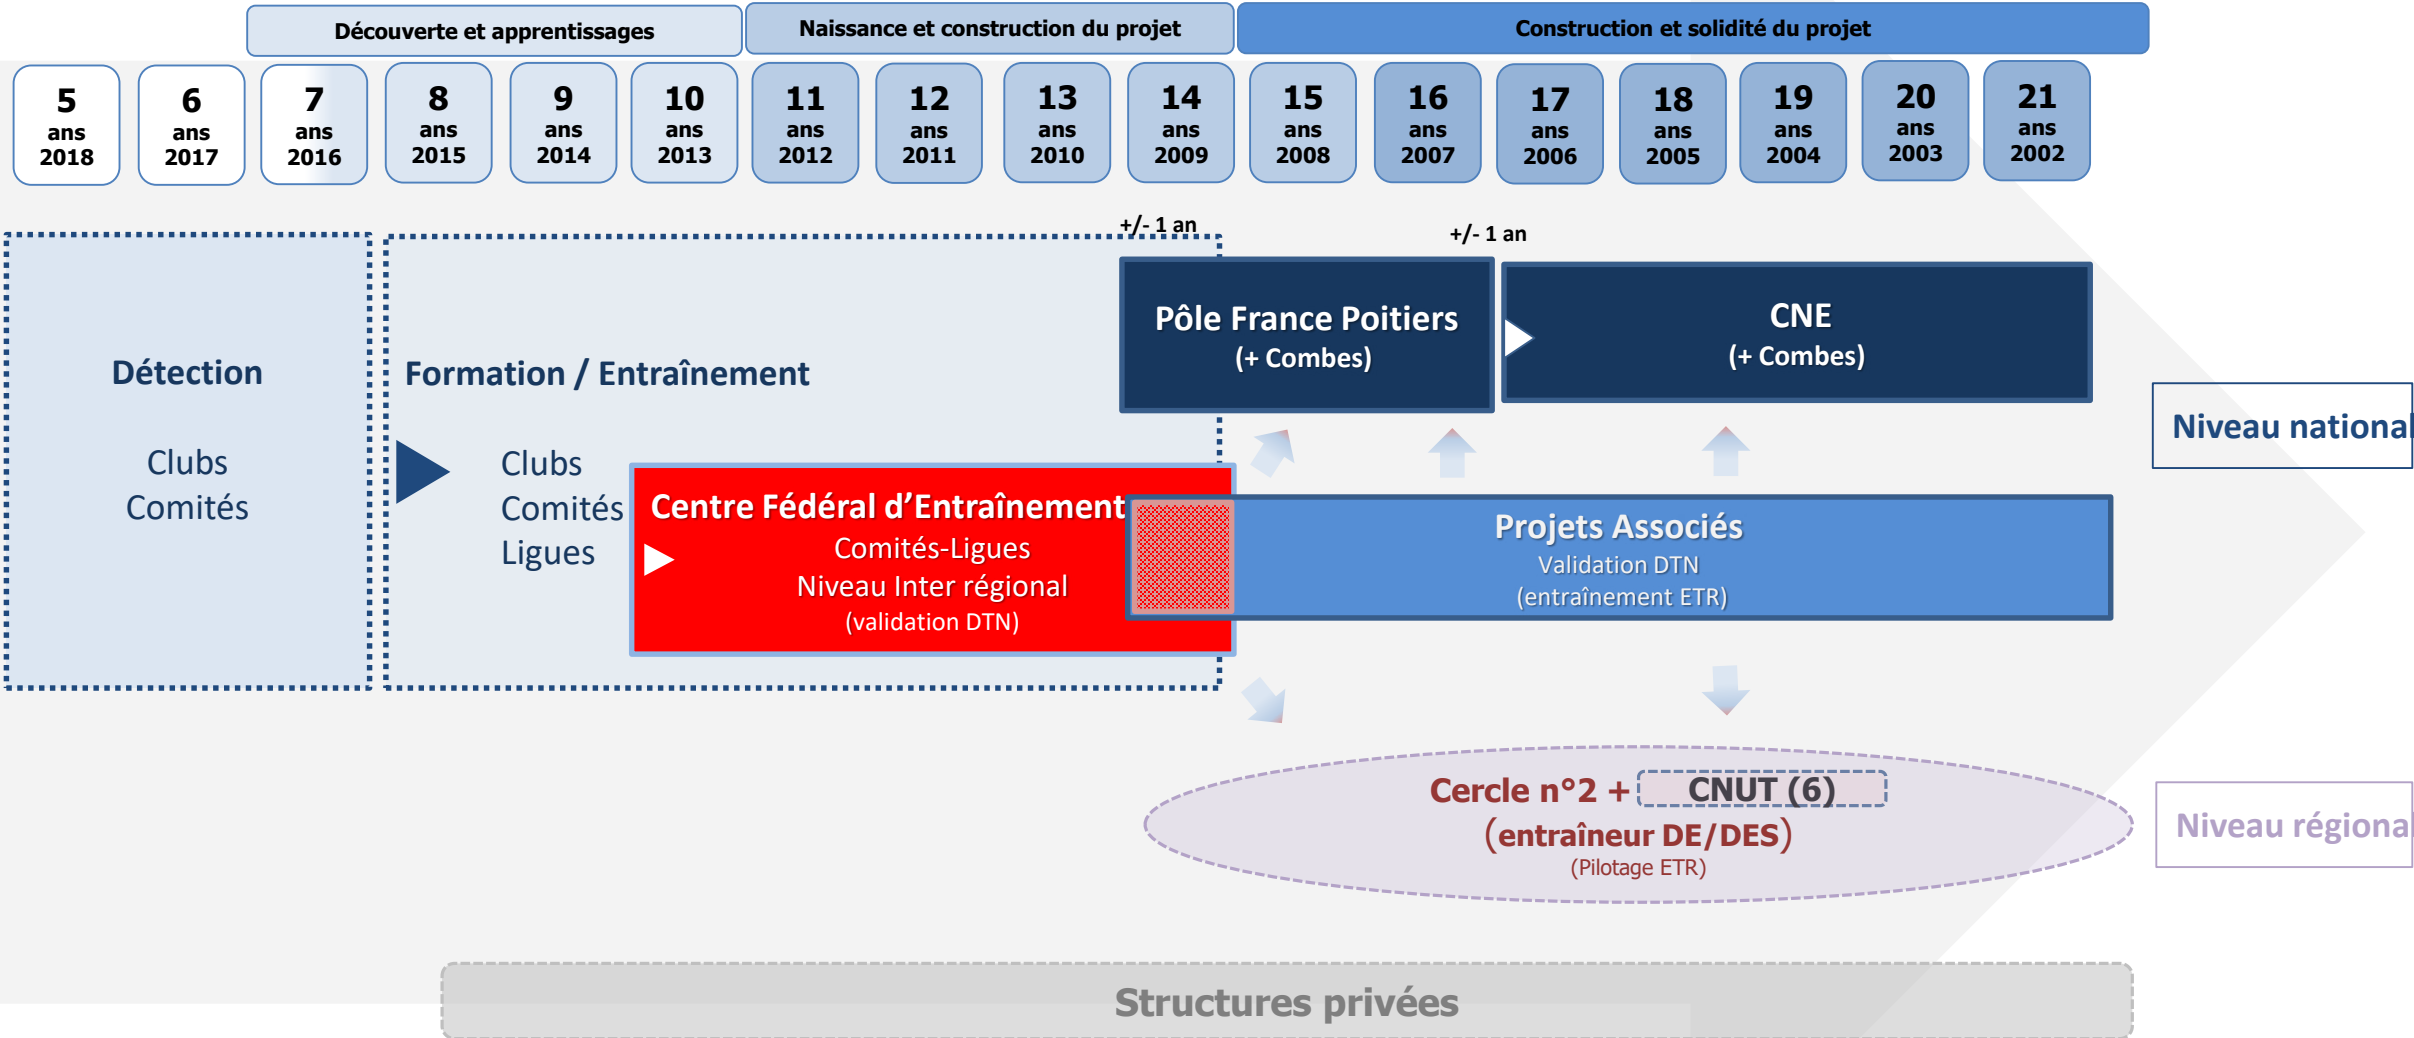 Découverte et apprentissages
Naissance et construction du projet
Construction et solidité du projet
5
ans
2018
6
ans
2017
7
ans
2016
8
ans
2015
9
ans
2014
10
ans
2013
11
ans
2012
12
ans
2011
13
ans
2010
14
ans
2009
15
ans
2008
16
ans
2007
17
ans
2006
18
ans
2005
19
ans
2004
20
ans
2003
21
ans
2002
+/- 1 an
+/- 1 an
Détection
Clubs
Comités
Formation / Entraînement
Clubs
Comités
Ligues
Pôle France Poitiers
(+ Combes)
CNE
(+ Combes)
Niveau national
Centre Fédéral d’Entraînement
Comités-Ligues
Niveau Inter régional
(validation DTN)
Projets Associés
Validation DTN
(entraînement ETR)
Cercle n°2 + CNUT (6)
(entraîneur DE/DES)
(Pilotage ETR)
Niveau régional
Structures privées